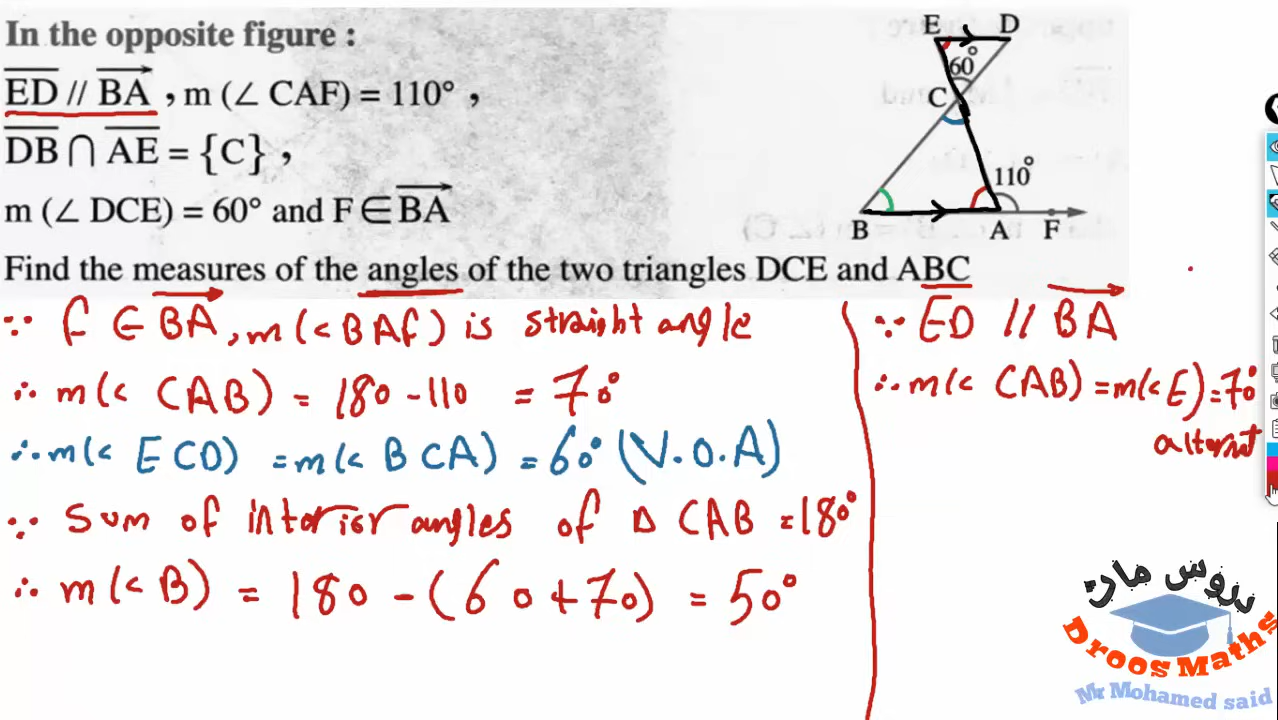 In the opposite figure :
ED // BA , m (∠ CAF) = 110° ,
DB ∩ AE = {C} ,
m (∠ DCE) = 60° and F ∈ BA
Find the measures of the angles of the two triangles DCE and ABC
E D
60°
C
110°
B A F
∵ F ∈ BA , m (< BAF) is straight angle
∴ m (< CAB) = 180 - 110 = 70°
∴ m (< ECD) = m (< BCA) = 60° (V.O.A)
∵ Sum of interior angles of Δ CAB = 180°
∴ m (< B) = 180 - (60 + 70) = 50°
∵ ED // BA
∴ m (< CAB) = m (< E) = 70°
alternat
دروس ماث
Droos Maths
Mr Mohamed said